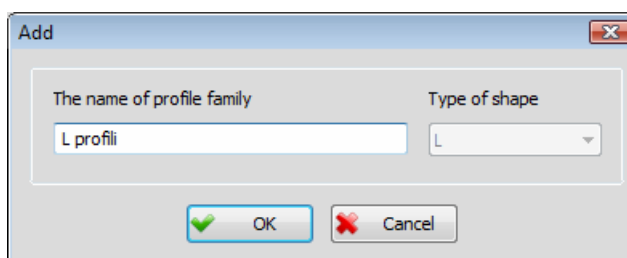 Add
The name of profile family
Type of shape
L profili
L
OK
Cancel